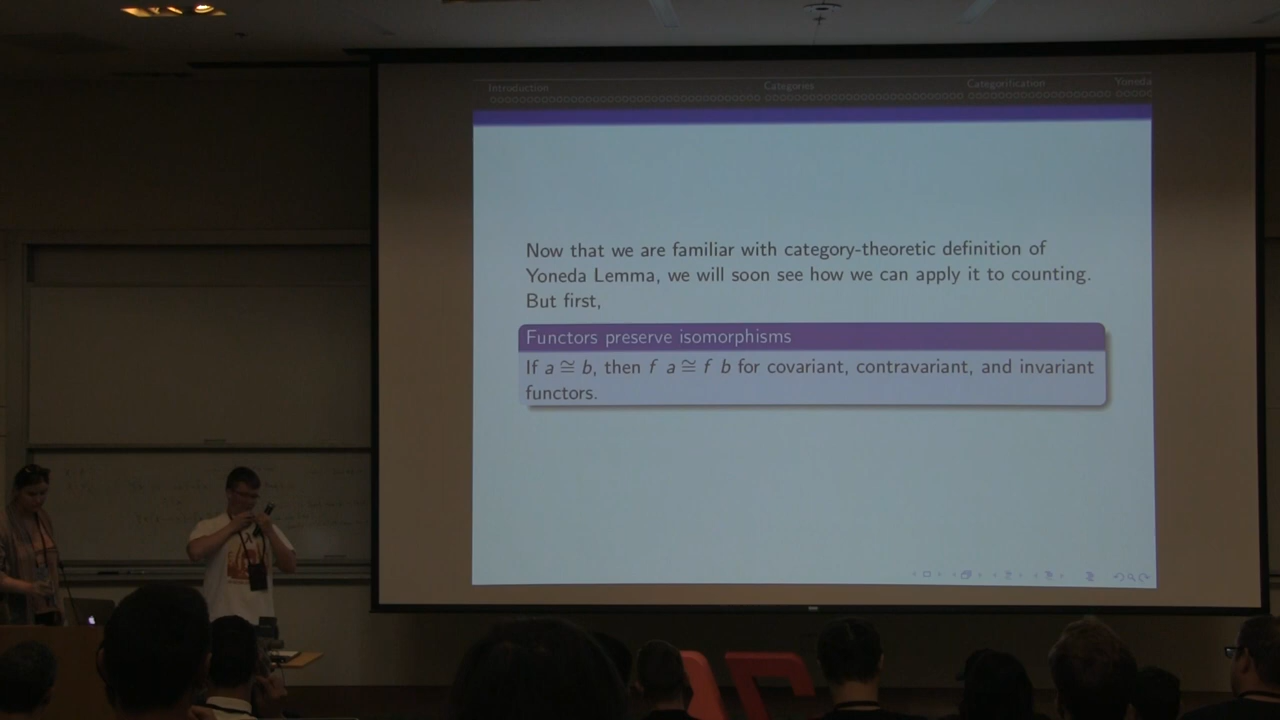 Introduction Categories Categorification Yoneda
Now that we are familiar with category-theoretic definition of
Yoneda Lemma, we will soon see how we can apply it to counting.
But first,
Functors preserve isomorphisms
If a ≅ b, then f a ≅ f b for covariant, contravariant, and invariant
functors.